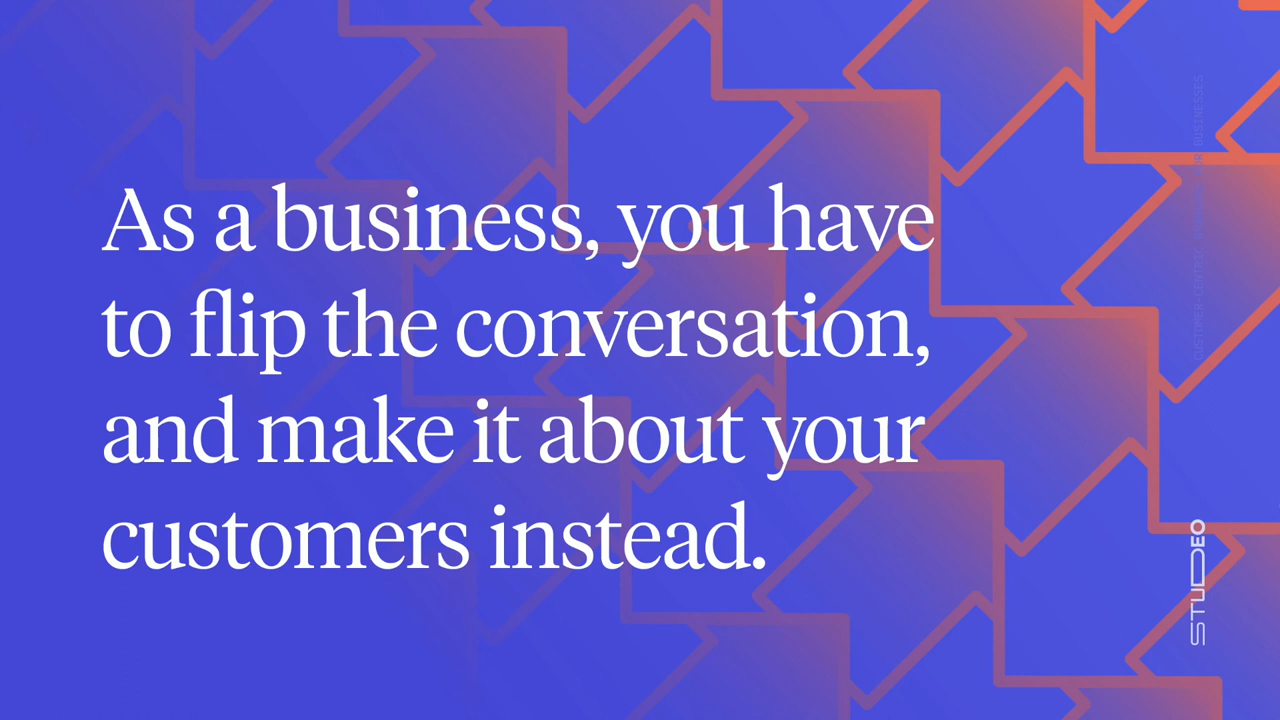 As a business, you have
to flip the conversation,
and make it about your
customers instead.
STUDEO